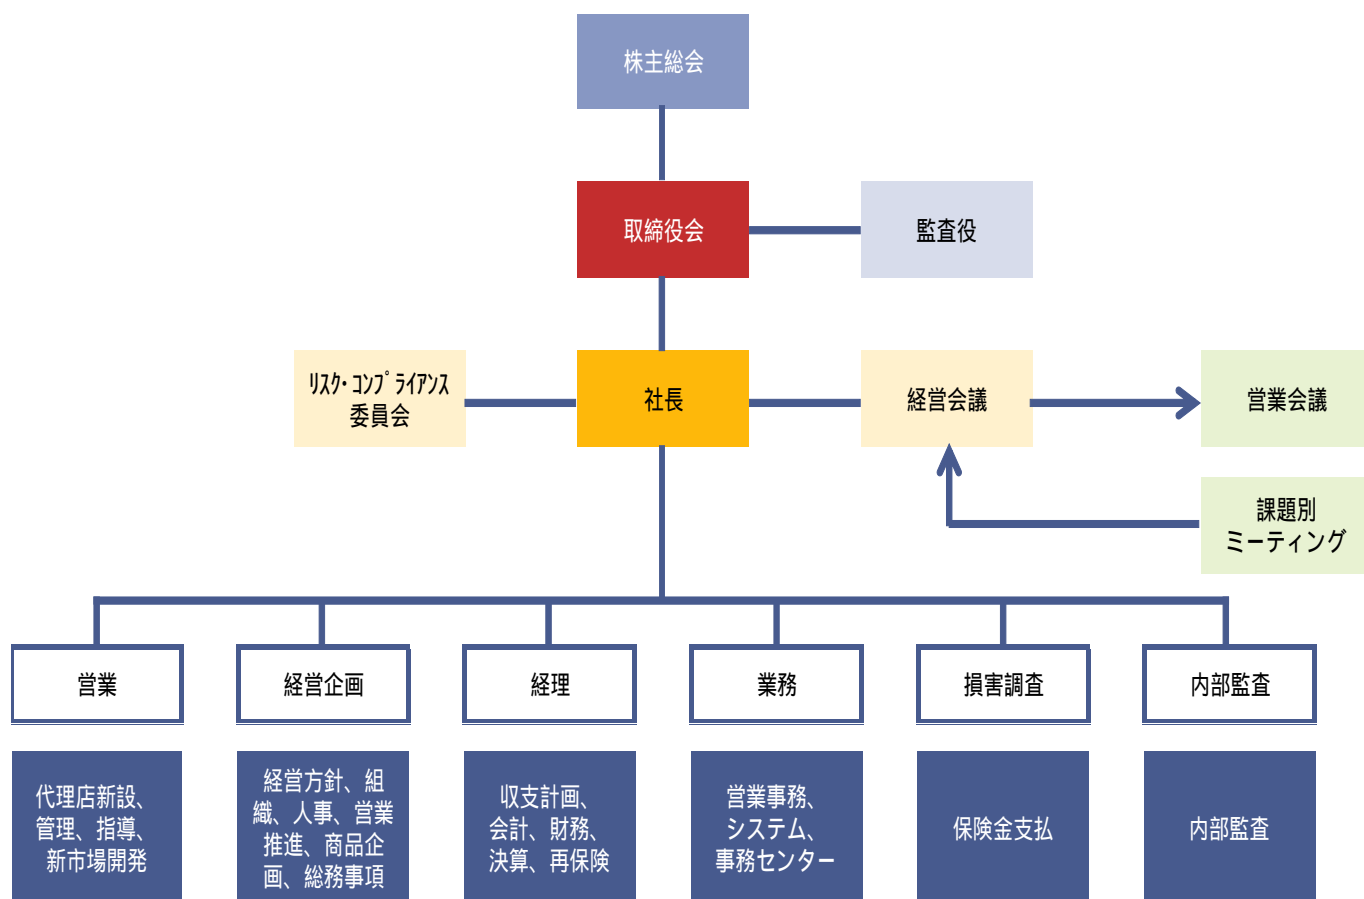 株主総会
取締役会
監査役
リスク・コンプライアンス
委員会
社長
経営会議
営業会議
課題別
ミーティング
営業
経営企画
経理
業務
損害調査
内部監査
代理店新設、
管理、指導、
新市場開発
経営方針、組
織、人事、営業
推進、商品企
画、総務事項
収支計画、
会計、財務、
決算、再保険
営業事務、
システム、
事務センター
保険金支払
内部監査